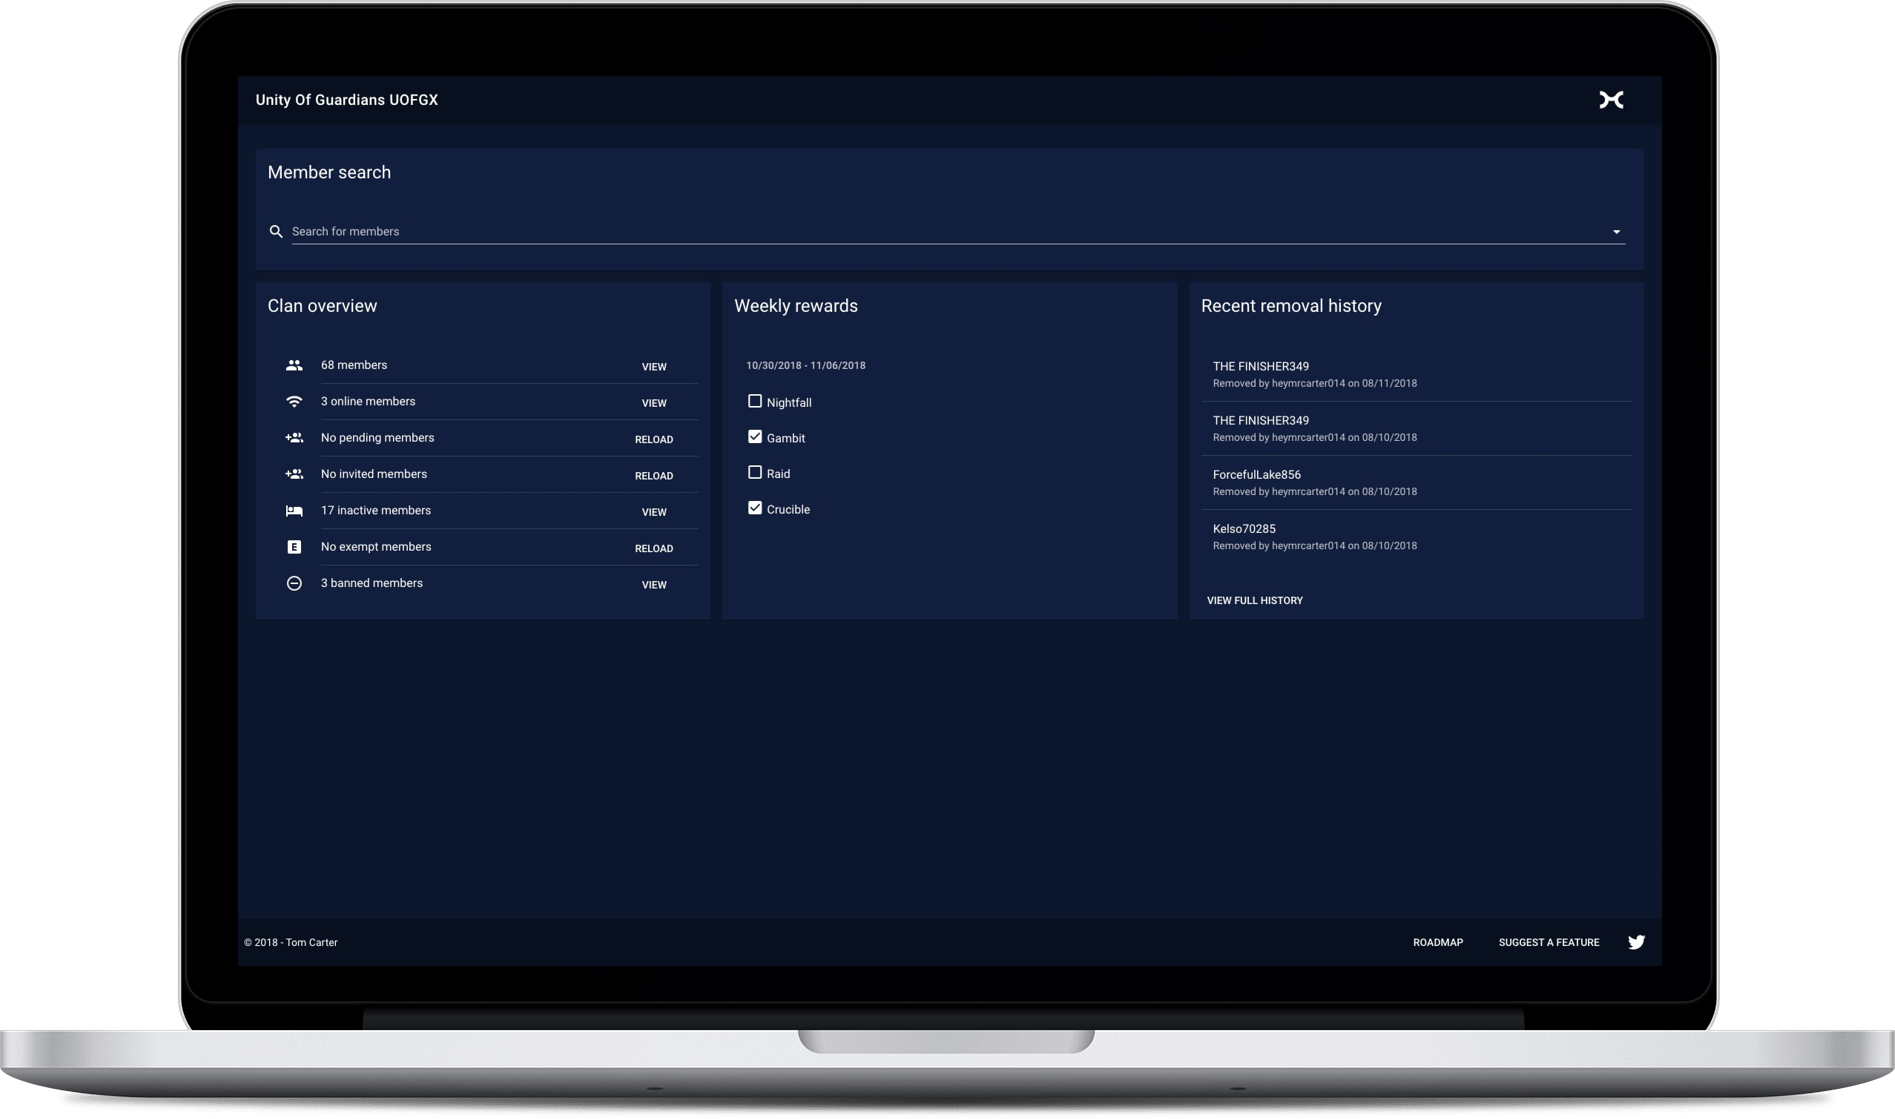 Unity Of Guardians UOFGX
Member search
Search for members
Clan overview
68 members VIEW
3 online members VIEW
No pending members RELOAD
No invited members RELOAD
17 inactive members VIEW
E No exempt members RELOAD
3 banned members VIEW
Weekly rewards
10/30/2018 - 11/06/2018
Nightfall
Gambit
Raid
Crucible
Recent removal history
THE FINISHER349
Removed by heymrcarter014 on 08/11/2018
THE FINISHER349
Removed by heymrcarter014 on 08/10/2018
ForcefulLake856
Removed by heymrcarter014 on 08/10/2018
Kelso70285
Removed by heymrcarter014 on 08/10/2018
VIEW FULL HISTORY
© 2018 - Tom Carter
ROADMAP SUGGEST A FEATURE